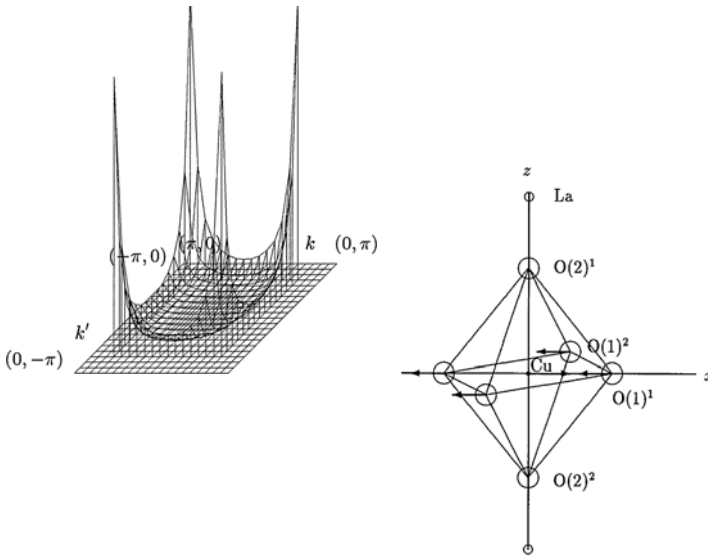 (−π, 0)
(π, 0)
k
(0, π)
k′
(0, −π)
z
La
O(2)¹
O(1)²
Cu
O(1)¹
O(2)²